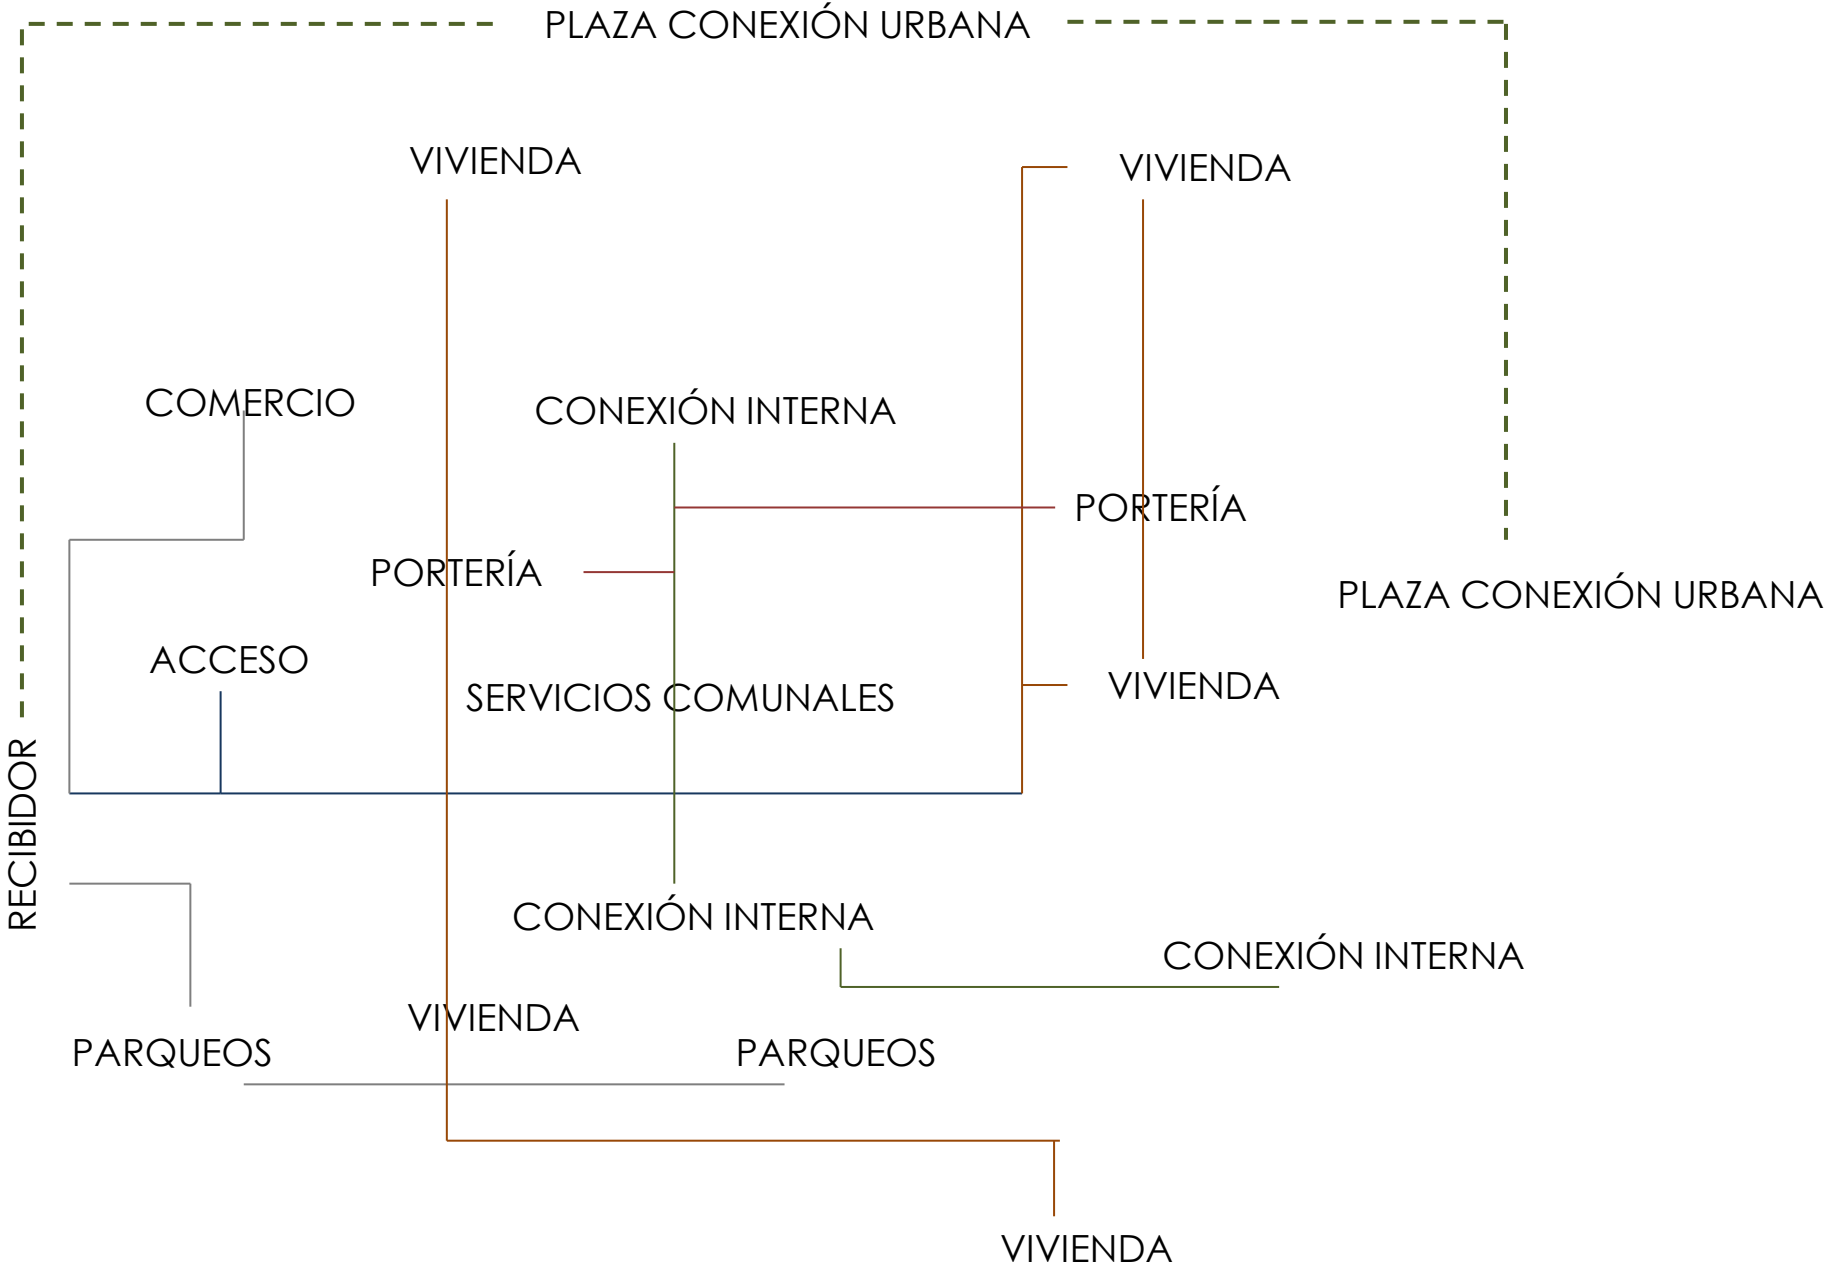 PLAZA CONEXIÓN URBANA
VIVIENDA
VIVIENDA
COMERCIO
CONEXIÓN INTERNA
PORTERÍA
PORTERÍA
PLAZA CONEXIÓN URBANA
ACCESO
SERVICIOS COMUNALES
VIVIENDA
RECIBIDOR
CONEXIÓN INTERNA
CONEXIÓN INTERNA
VIVIENDA
PARQUEOS
PARQUEOS
VIVIENDA